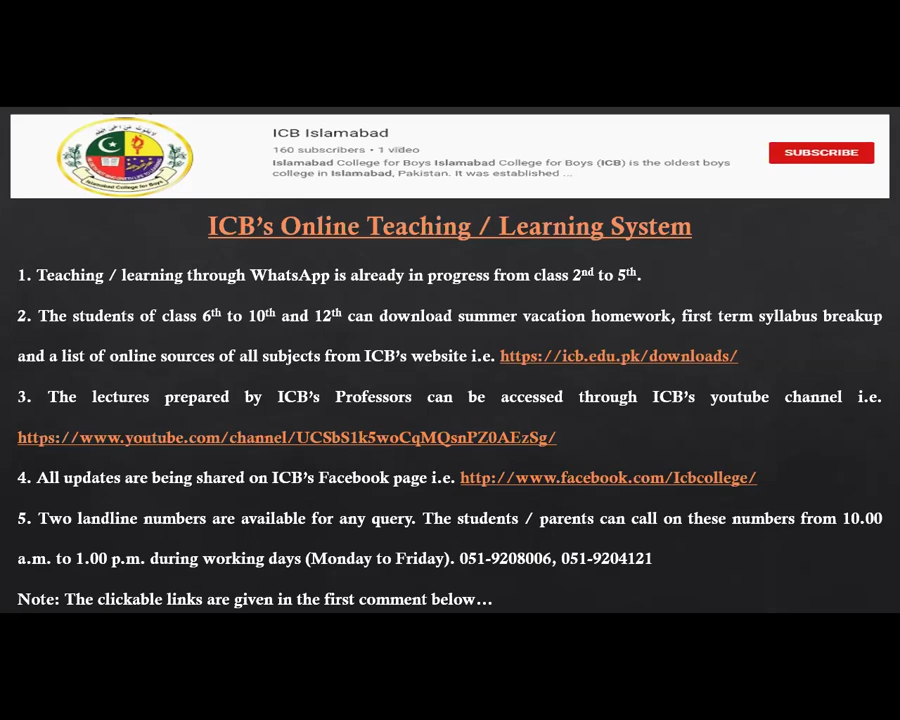 ICB Islamabad
160 subscribers • 1 video
Islamabad College for Boys Islamabad College for Boys (ICB) is the oldest boys
college in Islamabad, Pakistan. It was established ...
SUBSCRIBE
Islamabad College for Boys
ICB's Online Teaching / Learning System
1. Teaching / learning through WhatsApp is already in progress from class 2nd to 5th.
2. The students of class 6th to 10th and 12th can download summer vacation homework, first term syllabus breakup
and a list of online sources of all subjects from ICB's website i.e. https://icb.edu.pk/downloads/
3. The lectures prepared by ICB's Professors can be accessed through ICB's youtube channel i.e.
https://www.youtube.com/channel/UCSbS1k5woCqMQsnPZ0AEzSg/
4. All updates are being shared on ICB's Facebook page i.e. http://www.facebook.com/Icbcollege/
5. Two landline numbers are available for any query. The students / parents can call on these numbers from 10.00
a.m. to 1.00 p.m. during working days (Monday to Friday). 051-9208006, 051-9204121
Note: The clickable links are given in the first comment below…